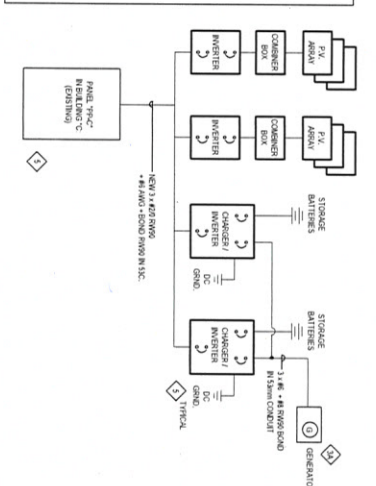 P.V.
ARRAY
COMBINER
BOX
INVERTER
P.V.
ARRAY
COMBINER
BOX
INVERTER
STORAGE
BATTERIES
CHARGER /
INVERTER
DC
GRND.
STORAGE
BATTERIES
CHARGER /
INVERTER
DC
GRND.
5
TYPICAL
3A
G
GENERATO
3 x #6 + #8 RW90 BOND
IN 53mm CONDUIT
NEW 3 x #2/0 RW90
+ #6 AWG + BOND RW90 IN 53C.
PANEL "PP-C"
IN BUILDING "C"
(EXISTING)
5